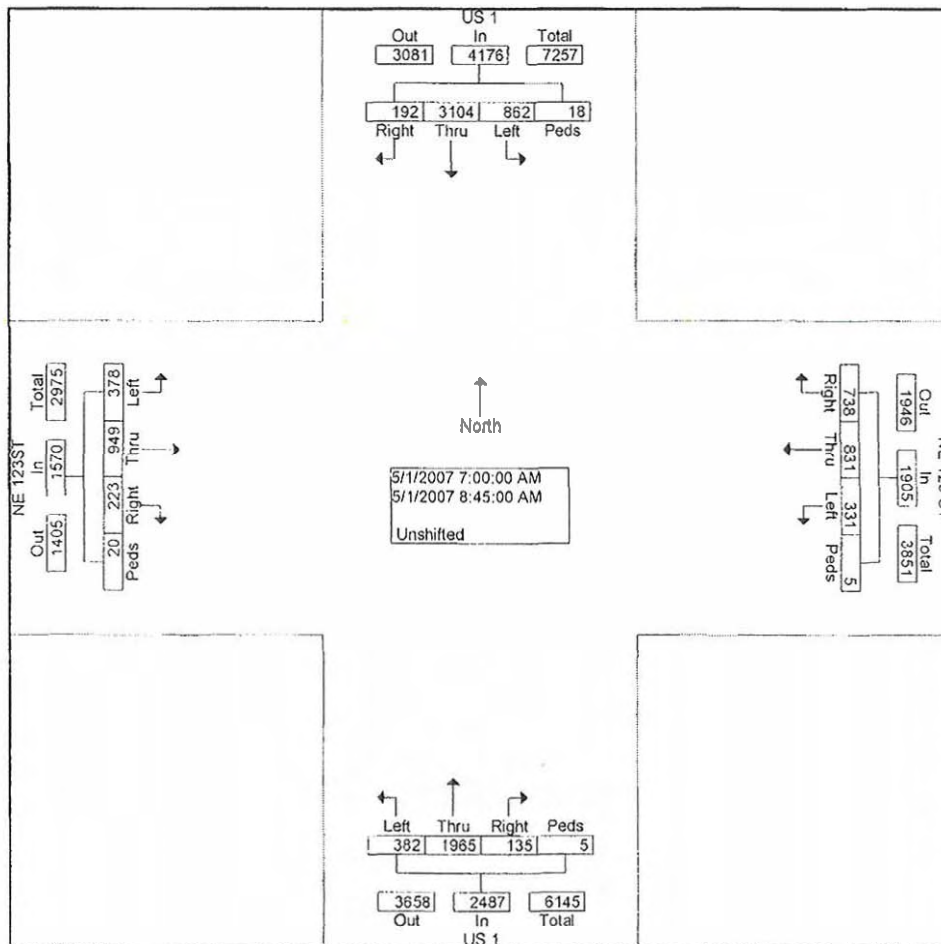 US 1
Out In Total
3081 4176 7257
192 3104 862 18
Right Thru Left Peds
NE 123ST
Total In Out
2975 1570 1405
378 949 223 20
Left Thru Right Peds
North
5/1/2007 7:00:00 AM
5/1/2007 8:45:00 AM
Unshifted
Right Thru Left Peds
738 831 331 5
Out In Total
1946 1905 3851
Left Thru Right Peds
382 1965 135 5
3658 2487 6145
Out In Total
US 1